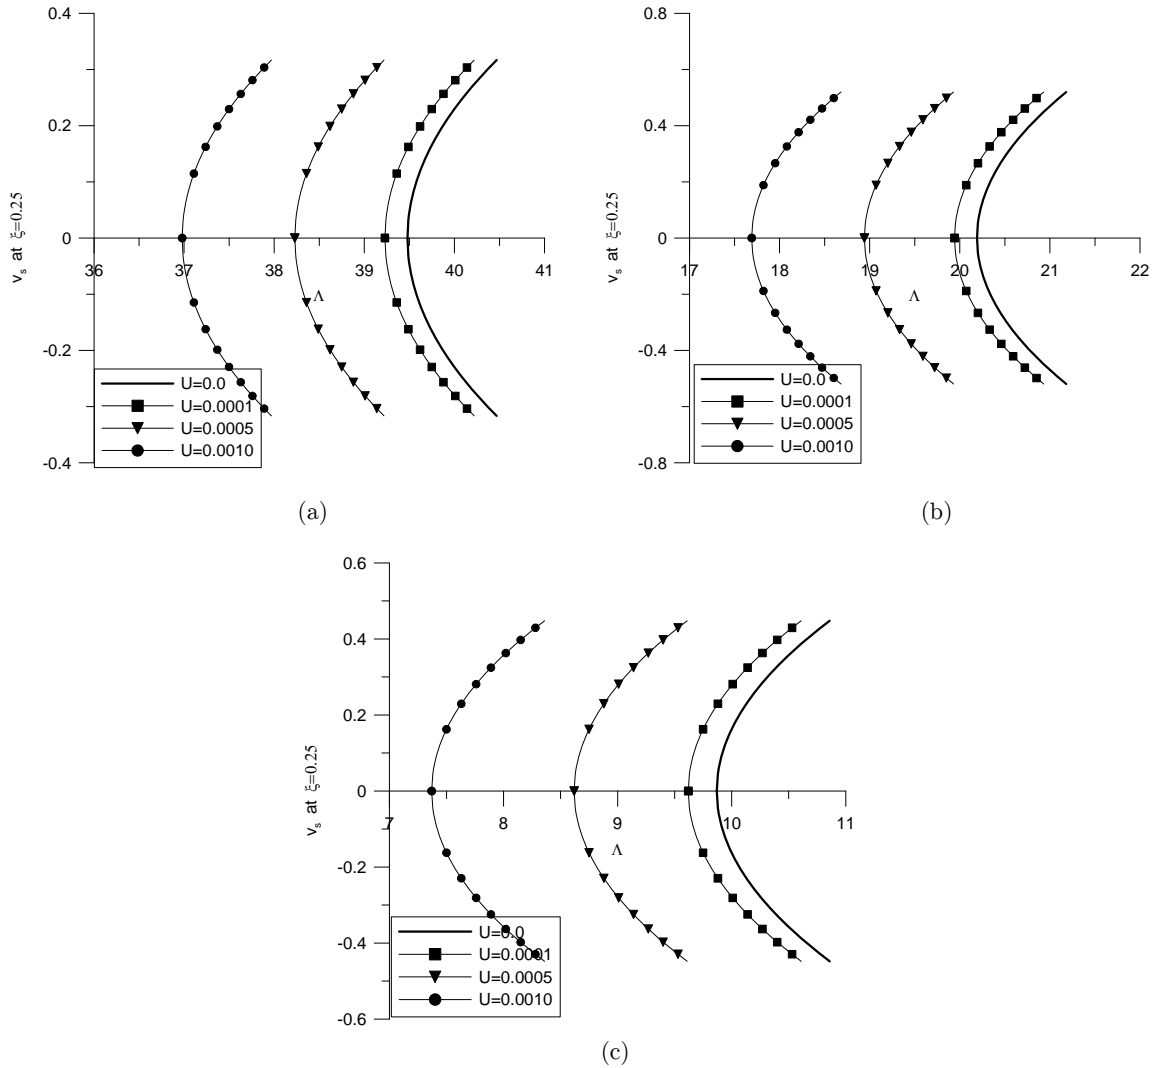 0.4
0.2
0
-0.2
-0.4
36 37 38 39 40 41
v_s at ξ=0.25
Λ
U=0.0
U=0.0001
U=0.0005
U=0.0010
(a)
0.8
0.4
0
-0.4
-0.8
17 18 19 20 21 22
v_s at ξ=0.25
Λ
U=0.0
U=0.0001
U=0.0005
U=0.0010
(b)
0.6
0.4
0.2
0
-0.2
-0.4
-0.6
7 8 9 10 11
v_s at ξ=0.25
Λ
U=0.0
U=0.0001
U=0.0005
U=0.0010
(c)